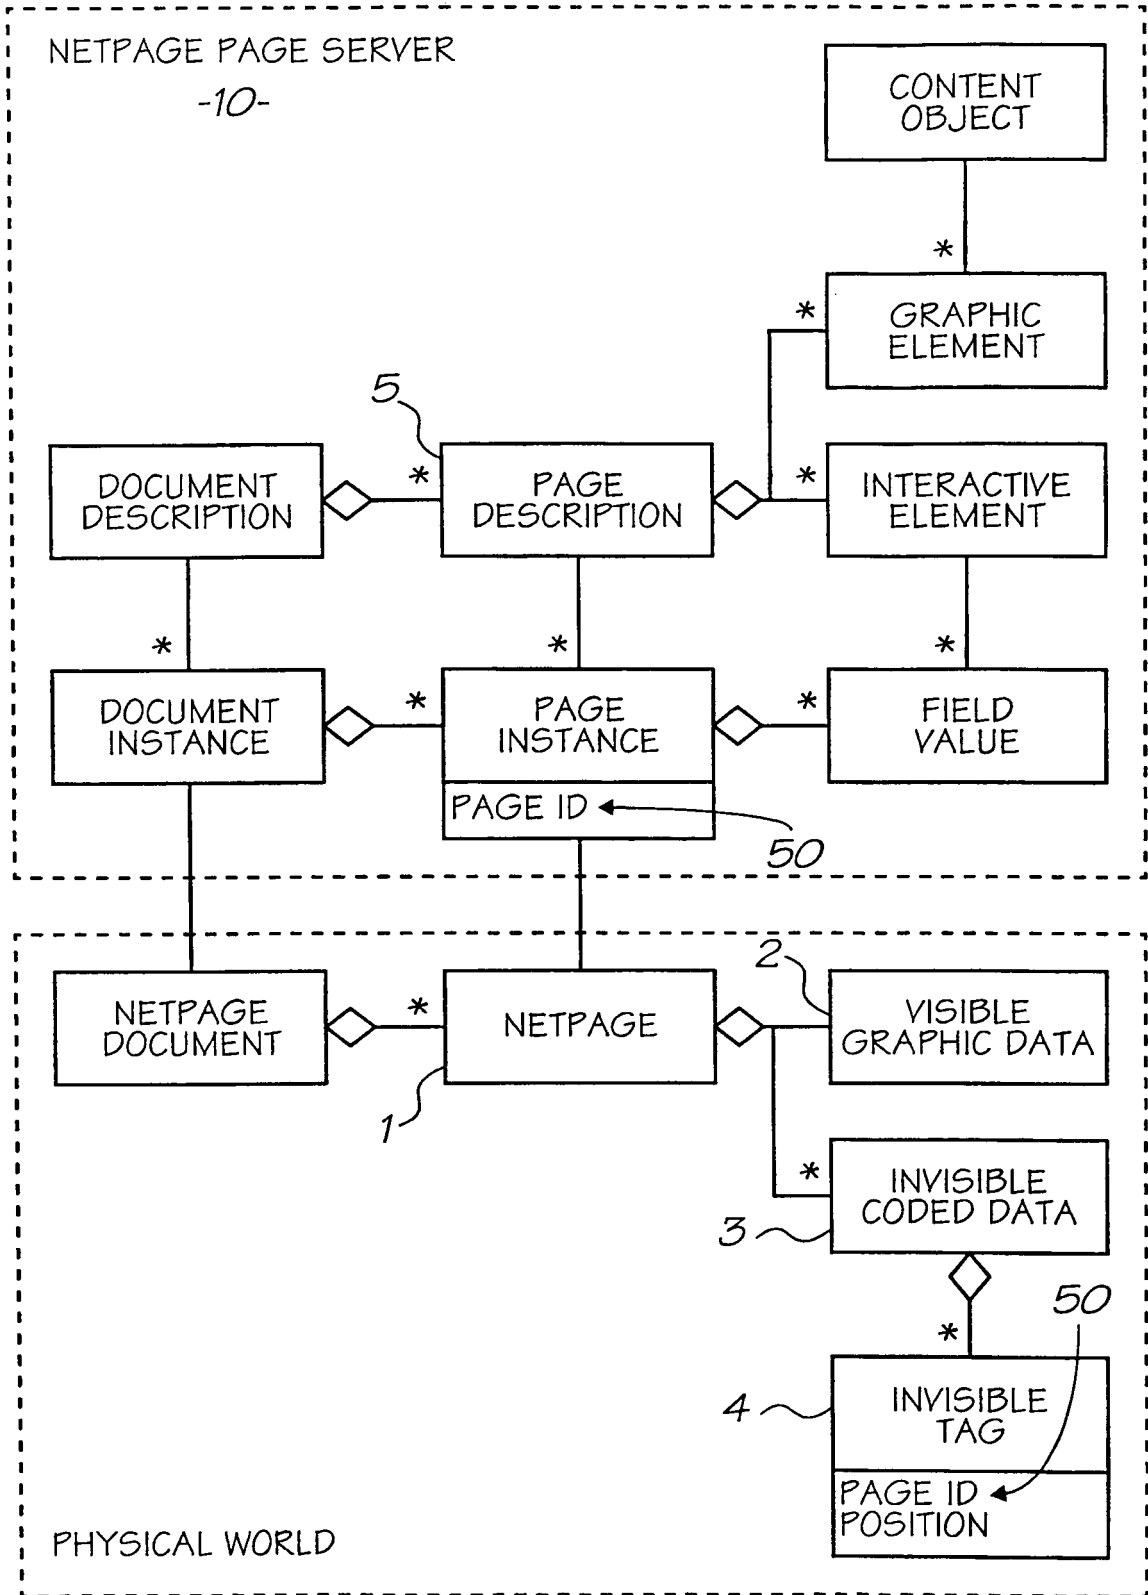 NETPAGE PAGE SERVER
-10-
CONTENT
OBJECT
*
*
GRAPHIC
ELEMENT
5
DOCUMENT
DESCRIPTION
*
PAGE
DESCRIPTION
*
INTERACTIVE
ELEMENT
*
*
*
DOCUMENT
INSTANCE
*
PAGE
INSTANCE
*
FIELD
VALUE
PAGE ID
50
NETPAGE
DOCUMENT
*
NETPAGE
1
2
VISIBLE
GRAPHIC DATA
*
INVISIBLE
CODED DATA
3
*
50
4
INVISIBLE
TAG
PAGE ID
POSITION
PHYSICAL WORLD